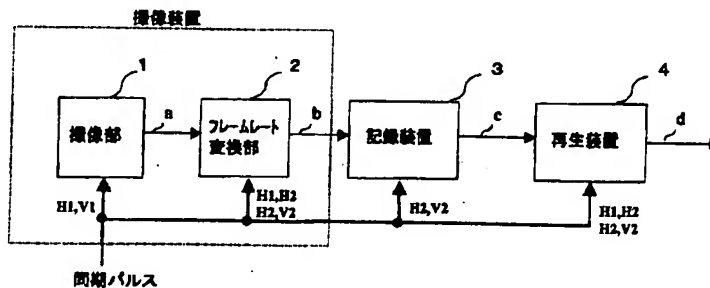 撮像装置
1
2
3
4
撮像部
a
フレームレート
変換部
b
記録装置
c
再生装置
d
H1,V1
H1,H2
H2,V2
H2,V2
H1,H2
H2,V2
同期パルス